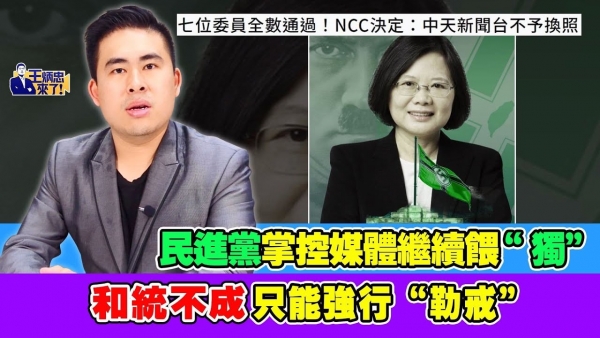 七位委員全數通過！NCC決定：中天新聞台不予換照
王炳忠
來了!
民進黨掌控媒體繼續餵“獨”
和統不成只能強行“勒戒”